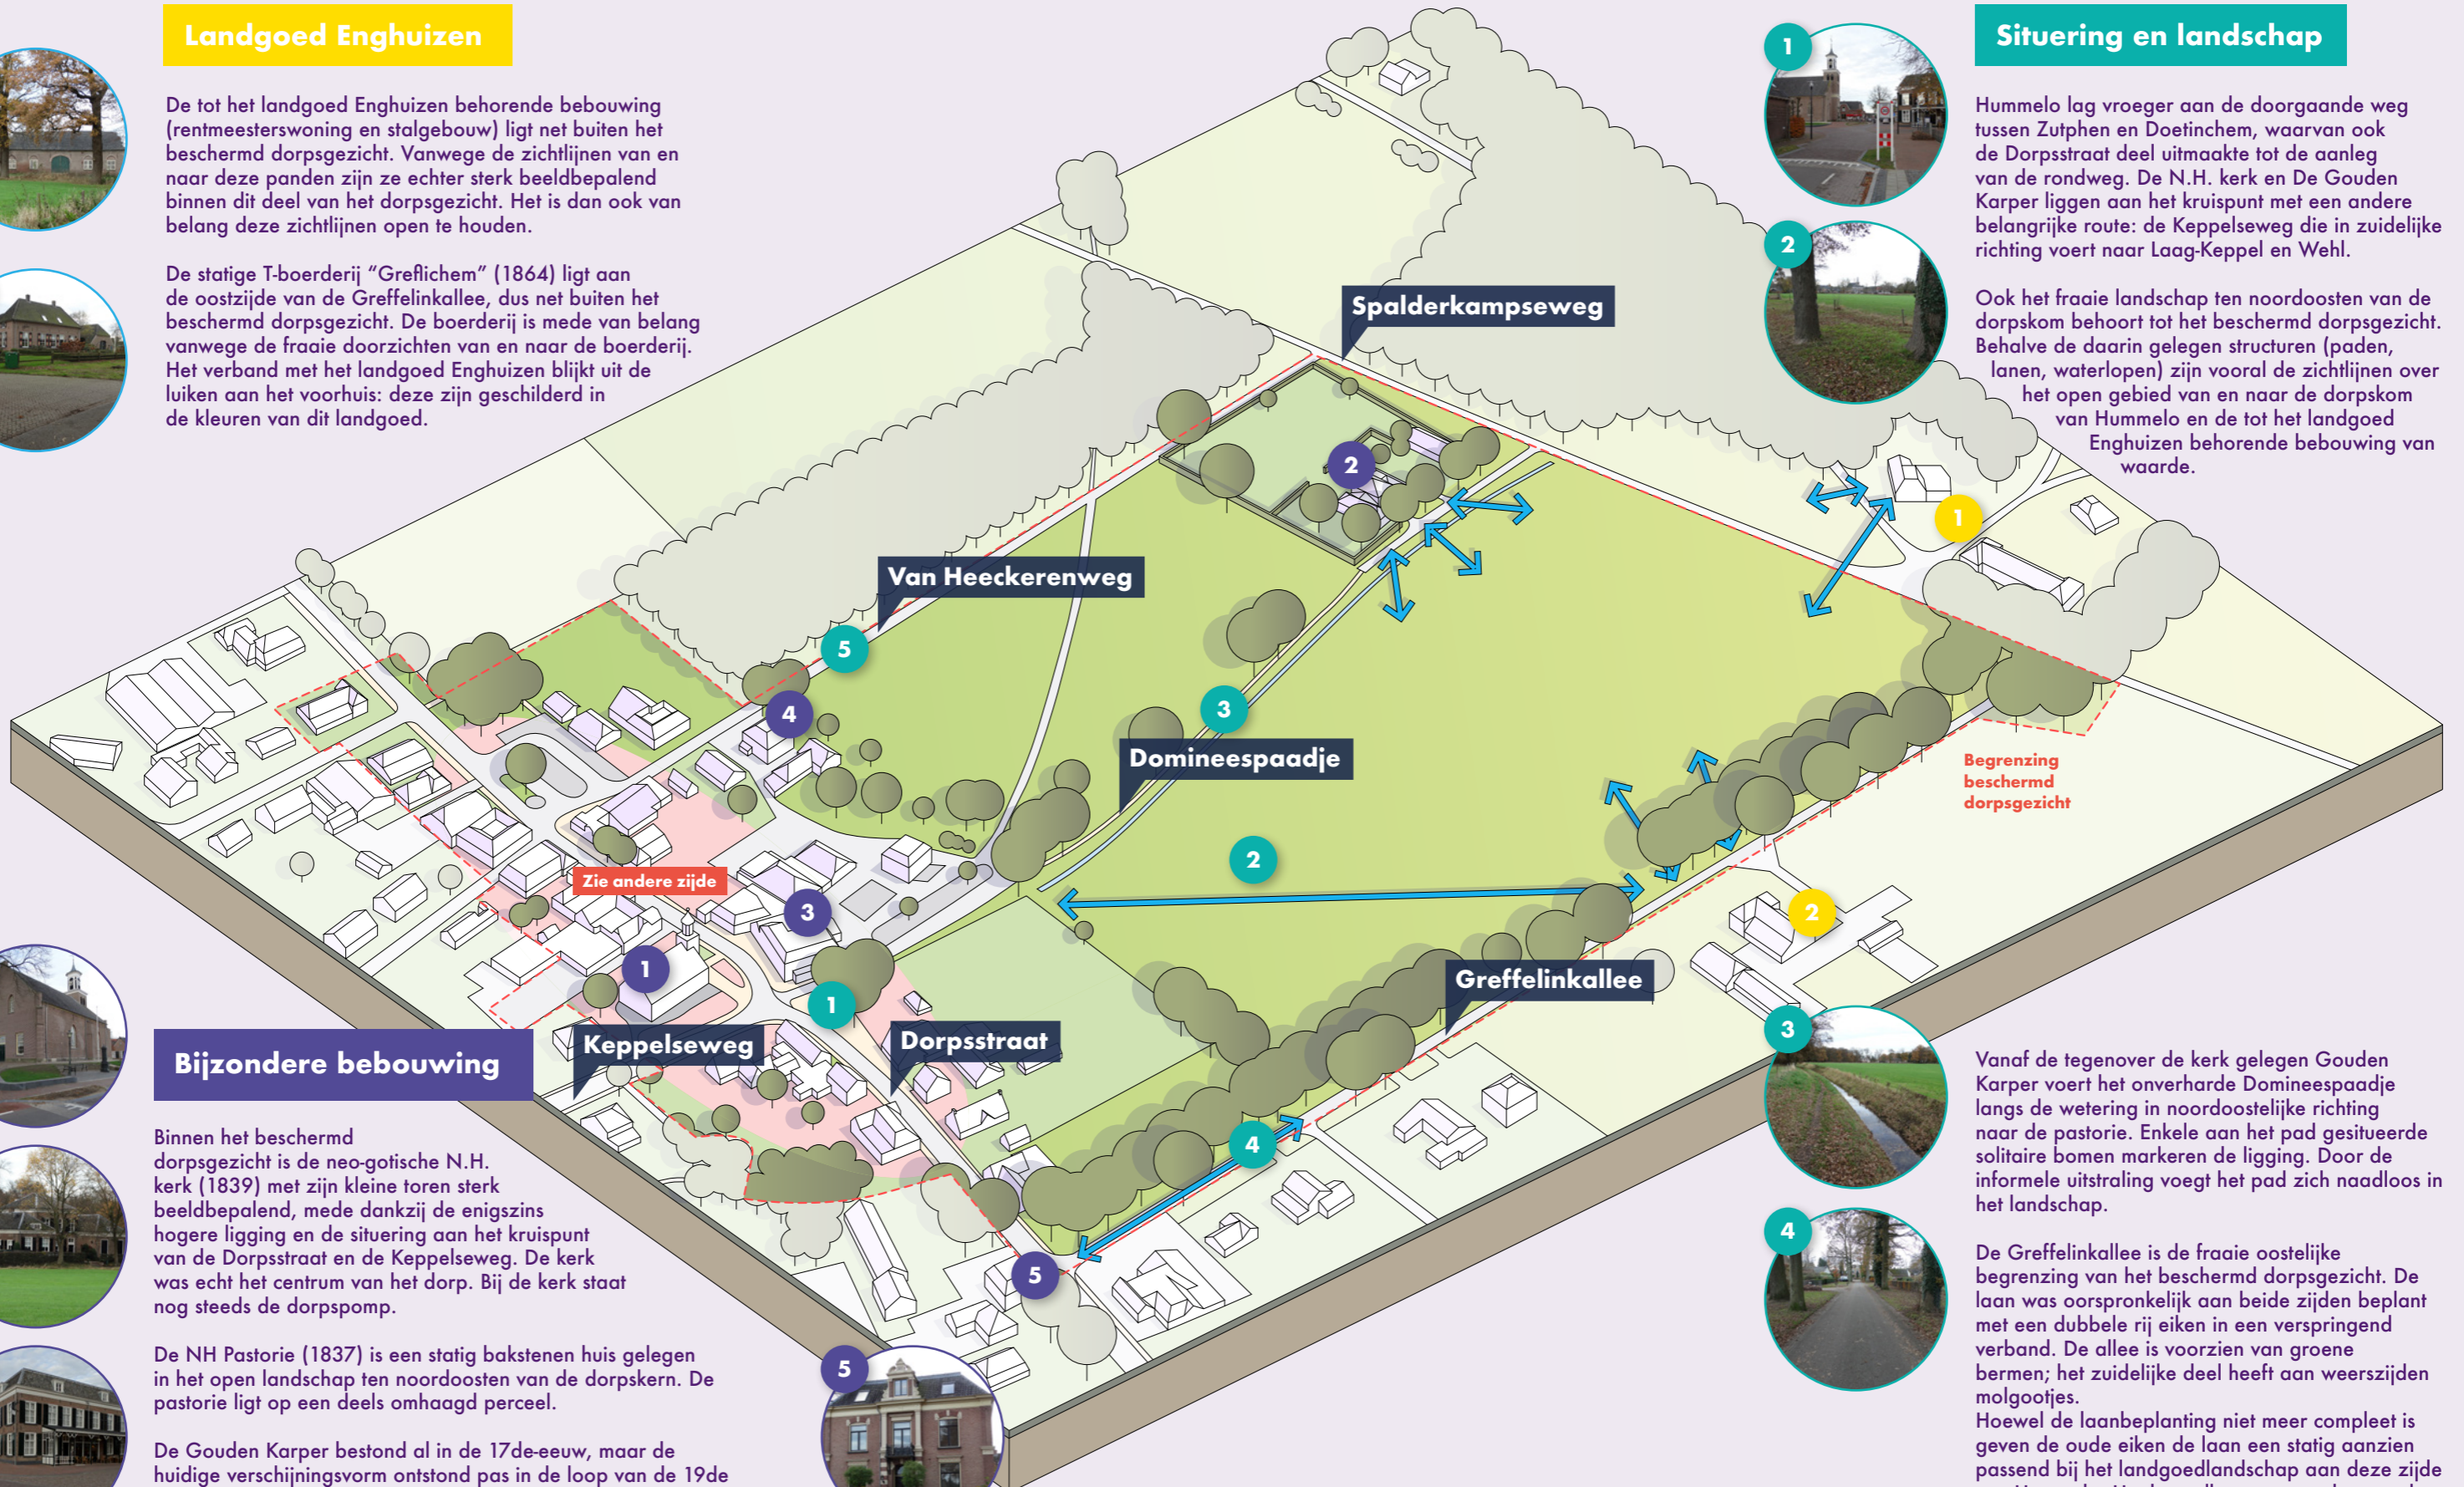 Landgoed Enghuizen
De tot het landgoed Enghuizen behorende bebouwing
(rentmeesterswoning en stalgebouw) ligt net buiten het
beschermd dorpsgezicht. Vanwege de zichtlijnen van en
naar deze panden zijn ze echter sterk beeldbepalend
binnen dit deel van het dorpsgezicht. Het is dan ook van
belang deze zichtlijnen open te houden.
De statige T-boerderij “Greflichem” (1864) ligt aan
de oostzijde van de Greffelinkallee, dus net buiten het
beschermd dorpsgezicht. De boerderij is mede van belang
vanwege de fraaie doorzichten van en naar de boerderij.
Het verband met het landgoed Enghuizen blijkt uit de
luiken aan het voorhuis: deze zijn geschilderd in
de kleuren van dit landgoed.
Situering en landschap
1
2
Hummelo lag vroeger aan de doorgaande weg
tussen Zutphen en Doetinchem, waarvan ook
de Dorpsstraat deel uitmaakte tot de aanleg
van de rondweg. De N.H. kerk en De Gouden
Karper liggen aan het kruispunt met een andere
belangrijke route: de Keppelseweg die in zuidelijke
richting voert naar Laag-Keppel en Wehl.
Ook het fraaie landschap ten noordoosten van de
dorpskom behoort tot het beschermd dorpsgezicht.
Behalve de daarin gelegen structuren (paden,
lanen, waterlopen) zijn vooral de zichtlijnen over
het open gebied van en naar de dorpskom
van Hummelo en de tot het landgoed
Enghuizen behorende bebouwing van
waarde.
Spalderkampseweg
2
1
Van Heeckerenweg
5
4
3
Domineespaadje
Begrenzing
beschermd
dorpsgezicht
2
Zie andere zijde
3
2
1
1
Greffelinkallee
Keppelseweg
Dorpsstraat
4
5
Bijzondere bebouwing
Binnen het beschermd
dorpsgezicht is de neo-gotische N.H.
kerk (1839) met zijn kleine toren sterk
beeldbepalend, mede dankzij de enigszins
hogere ligging en de situering aan het kruispunt
van de Dorpsstraat en de Keppelseweg. De kerk
was echt het centrum van het dorp. Bij de kerk staat
nog steeds de dorpspomp.
De NH Pastorie (1837) is een statig bakstenen huis gelegen
in het open landschap ten noordoosten van de dorpskern. De
pastorie ligt op een deels omhaagd perceel.
De Gouden Karper bestond al in de 17de-eeuw, maar de
huidige verschijningsvorm ontstond pas in de loop van de 19de
5
3
4
Vanaf de tegenover de kerk gelegen Gouden
Karper voert het onverharde Domineespaadje
langs de wetering in noordoostelijke richting
naar de pastorie. Enkele aan het pad gesitueerde
solitaire bomen markeren de ligging. Door de
informele uitstraling voegt het pad zich naadloos in
het landschap.
De Greffelinkallee is de fraaie oostelijke
begrenzing van het beschermd dorpsgezicht. De
laan was oorspronkelijk aan beide zijden beplant
met een dubbele rij eiken in een verspringend
verband. De allee is voorzien van groene
bermen; het zuidelijke deel heeft aan weerszijden
molgootjes.
Hoewel de laanbeplanting niet meer compleet is
geven de oude eiken de laan een statig aanzien
passend bij het landgoedlandschap aan deze zijde